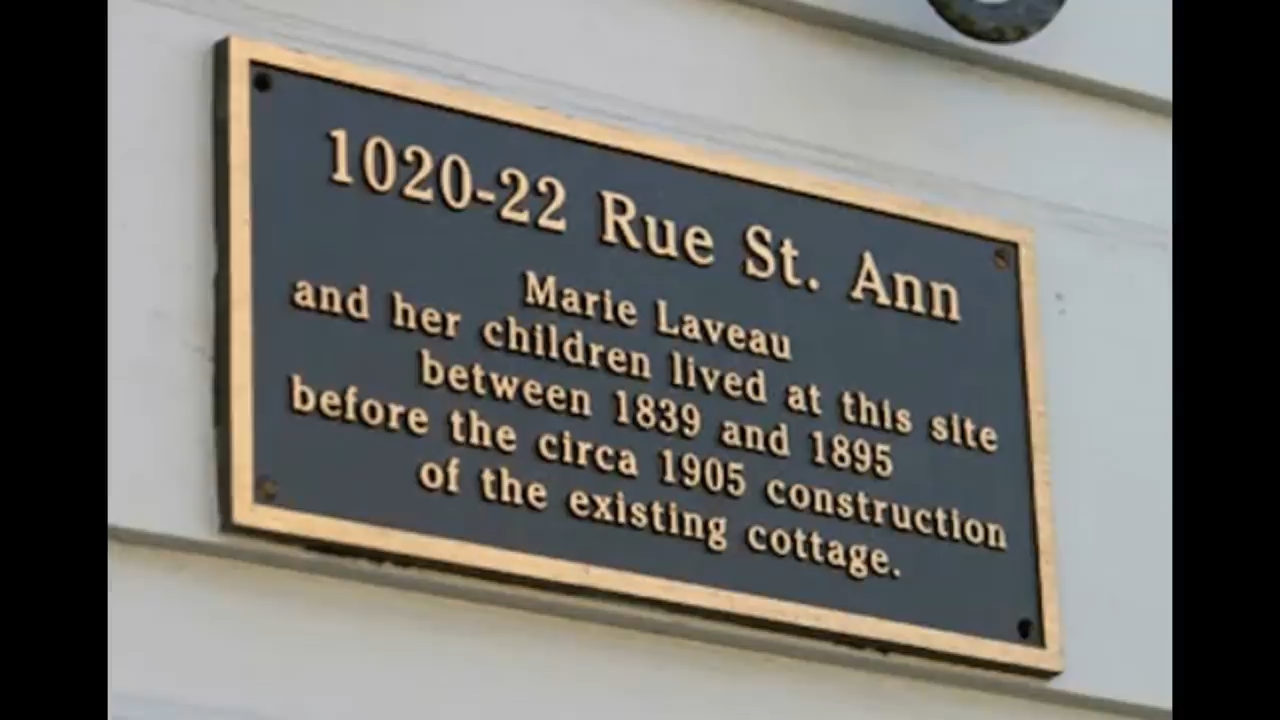 1020-22 Rue St. Ann
Marie Laveau
and her children lived at this site
between 1839 and 1895
before the circa 1905 construction
of the existing cottage.